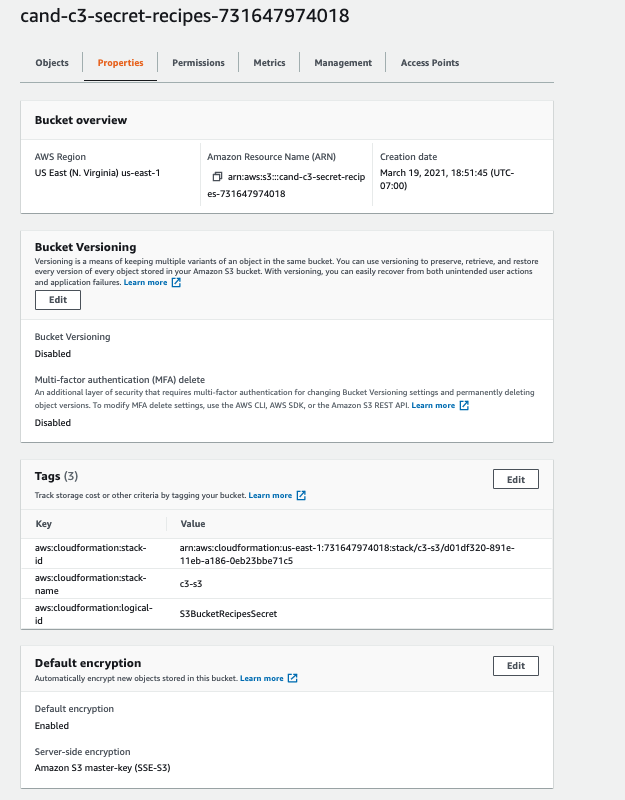 cand-c3-secret-recipes-731647974018
Objects Properties Permissions Metrics Management Access Points
Bucket overview
AWS Region
US East (N. Virginia) us-east-1
Amazon Resource Name (ARN)
arn:aws:s3:::cand-c3-secret-recip
es-731647974018
Creation date
March 19, 2021, 18:51:45 (UTC-
07:00)
Bucket Versioning
Versioning is a means of keeping multiple variants of an object in the same bucket. You can use versioning to preserve, retrieve, and restore
every version of every object stored in your Amazon S3 bucket. With versioning, you can easily recover from both unintended user actions
and application failures. Learn more
Edit
Bucket Versioning
Disabled
Multi-factor authentication (MFA) delete
An additional layer of security that requires multi-factor authentication for changing Bucket Versioning settings and permanently deleting
object versions. To modify MFA delete settings, use the AWS CLI, AWS SDK, or the Amazon S3 REST API. Learn more
Disabled
Tags (3)
Edit
Track storage cost or other criteria by tagging your bucket. Learn more
Key Value
aws:cloudformation:stack-
id
arn:aws:cloudformation:us-east-1:731647974018:stack/c3-s3/d01df320-891e-
11eb-a186-0eb23bbe71c5
aws:cloudformation:stack-
name
c3-s3
aws:cloudformation:logical-
id
S3BucketRecipesSecret
Default encryption
Edit
Automatically encrypt new objects stored in this bucket. Learn more
Default encryption
Enabled
Server-side encryption
Amazon S3 master-key (SSE-S3)